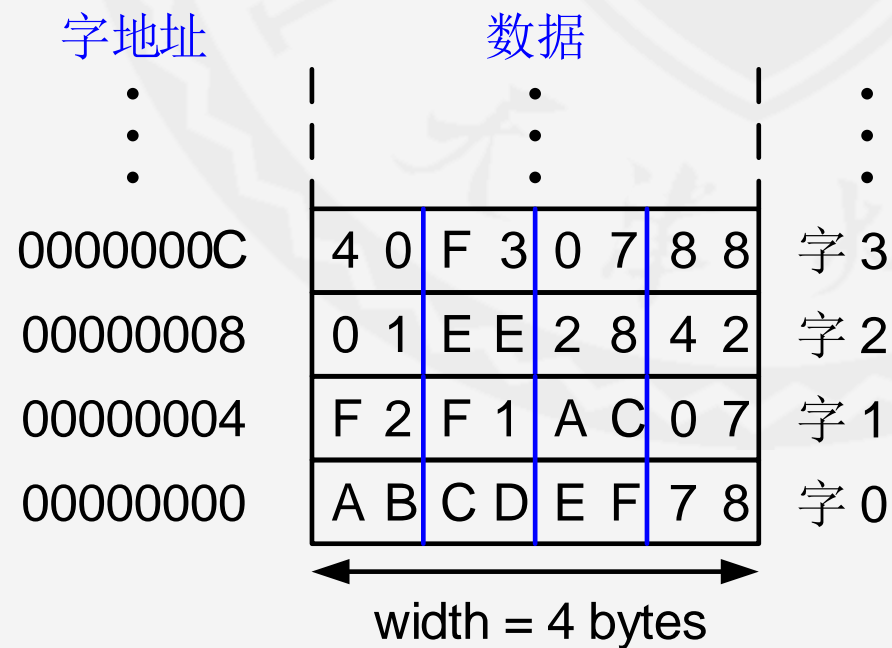 字地址 数据
0000000C 4 0 F 3 0 7 8 8 字 3
00000008 0 1 E E 2 8 4 2 字 2
00000004 F 2 F 1 A C 0 7 字 1
00000000 A B C D E F 7 8 字 0
width = 4 bytes